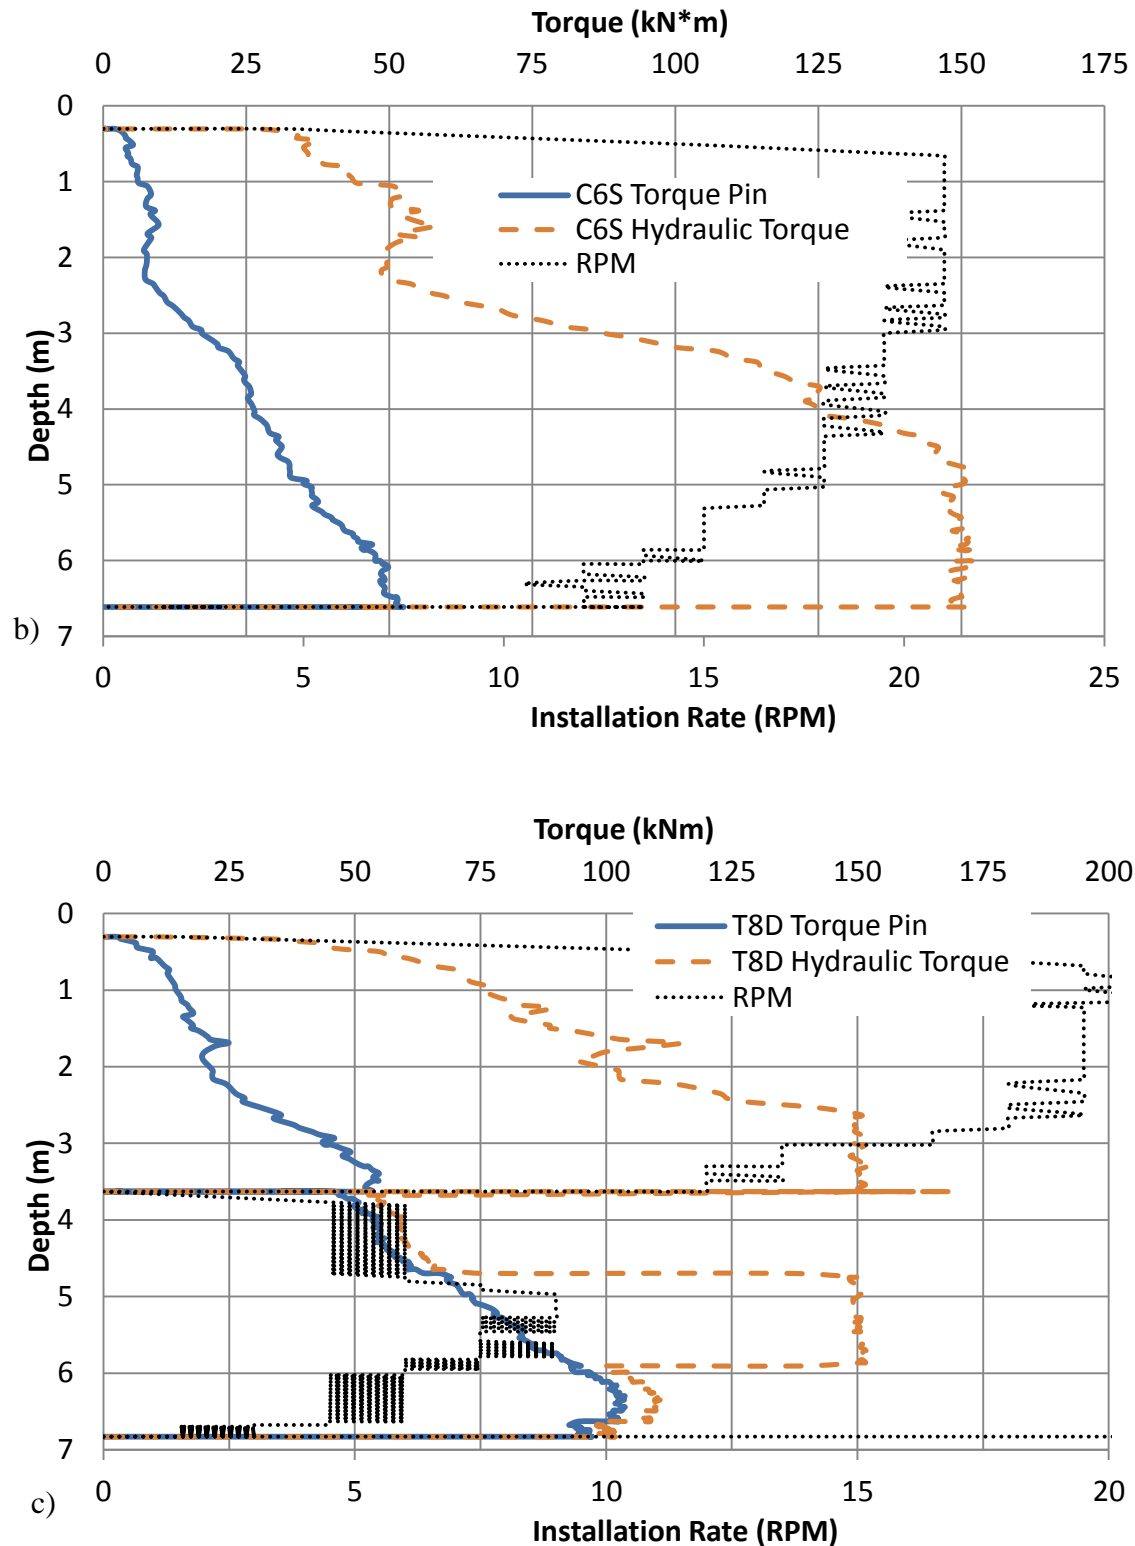 Torque (kN*m)
0 25 50 75 100 125 150 175
0
1
2
3
4
5
6
7
Depth (m)
C6S Torque Pin
C6S Hydraulic Torque
RPM
b)
0 5 10 15 20 25
Installation Rate (RPM)
Torque (kNm)
0 25 50 75 100 125 150 175 200
0
1
2
3
4
5
6
7
Depth (m)
T8D Torque Pin
T8D Hydraulic Torque
RPM
c)
0 5 10 15 20
Installation Rate (RPM)